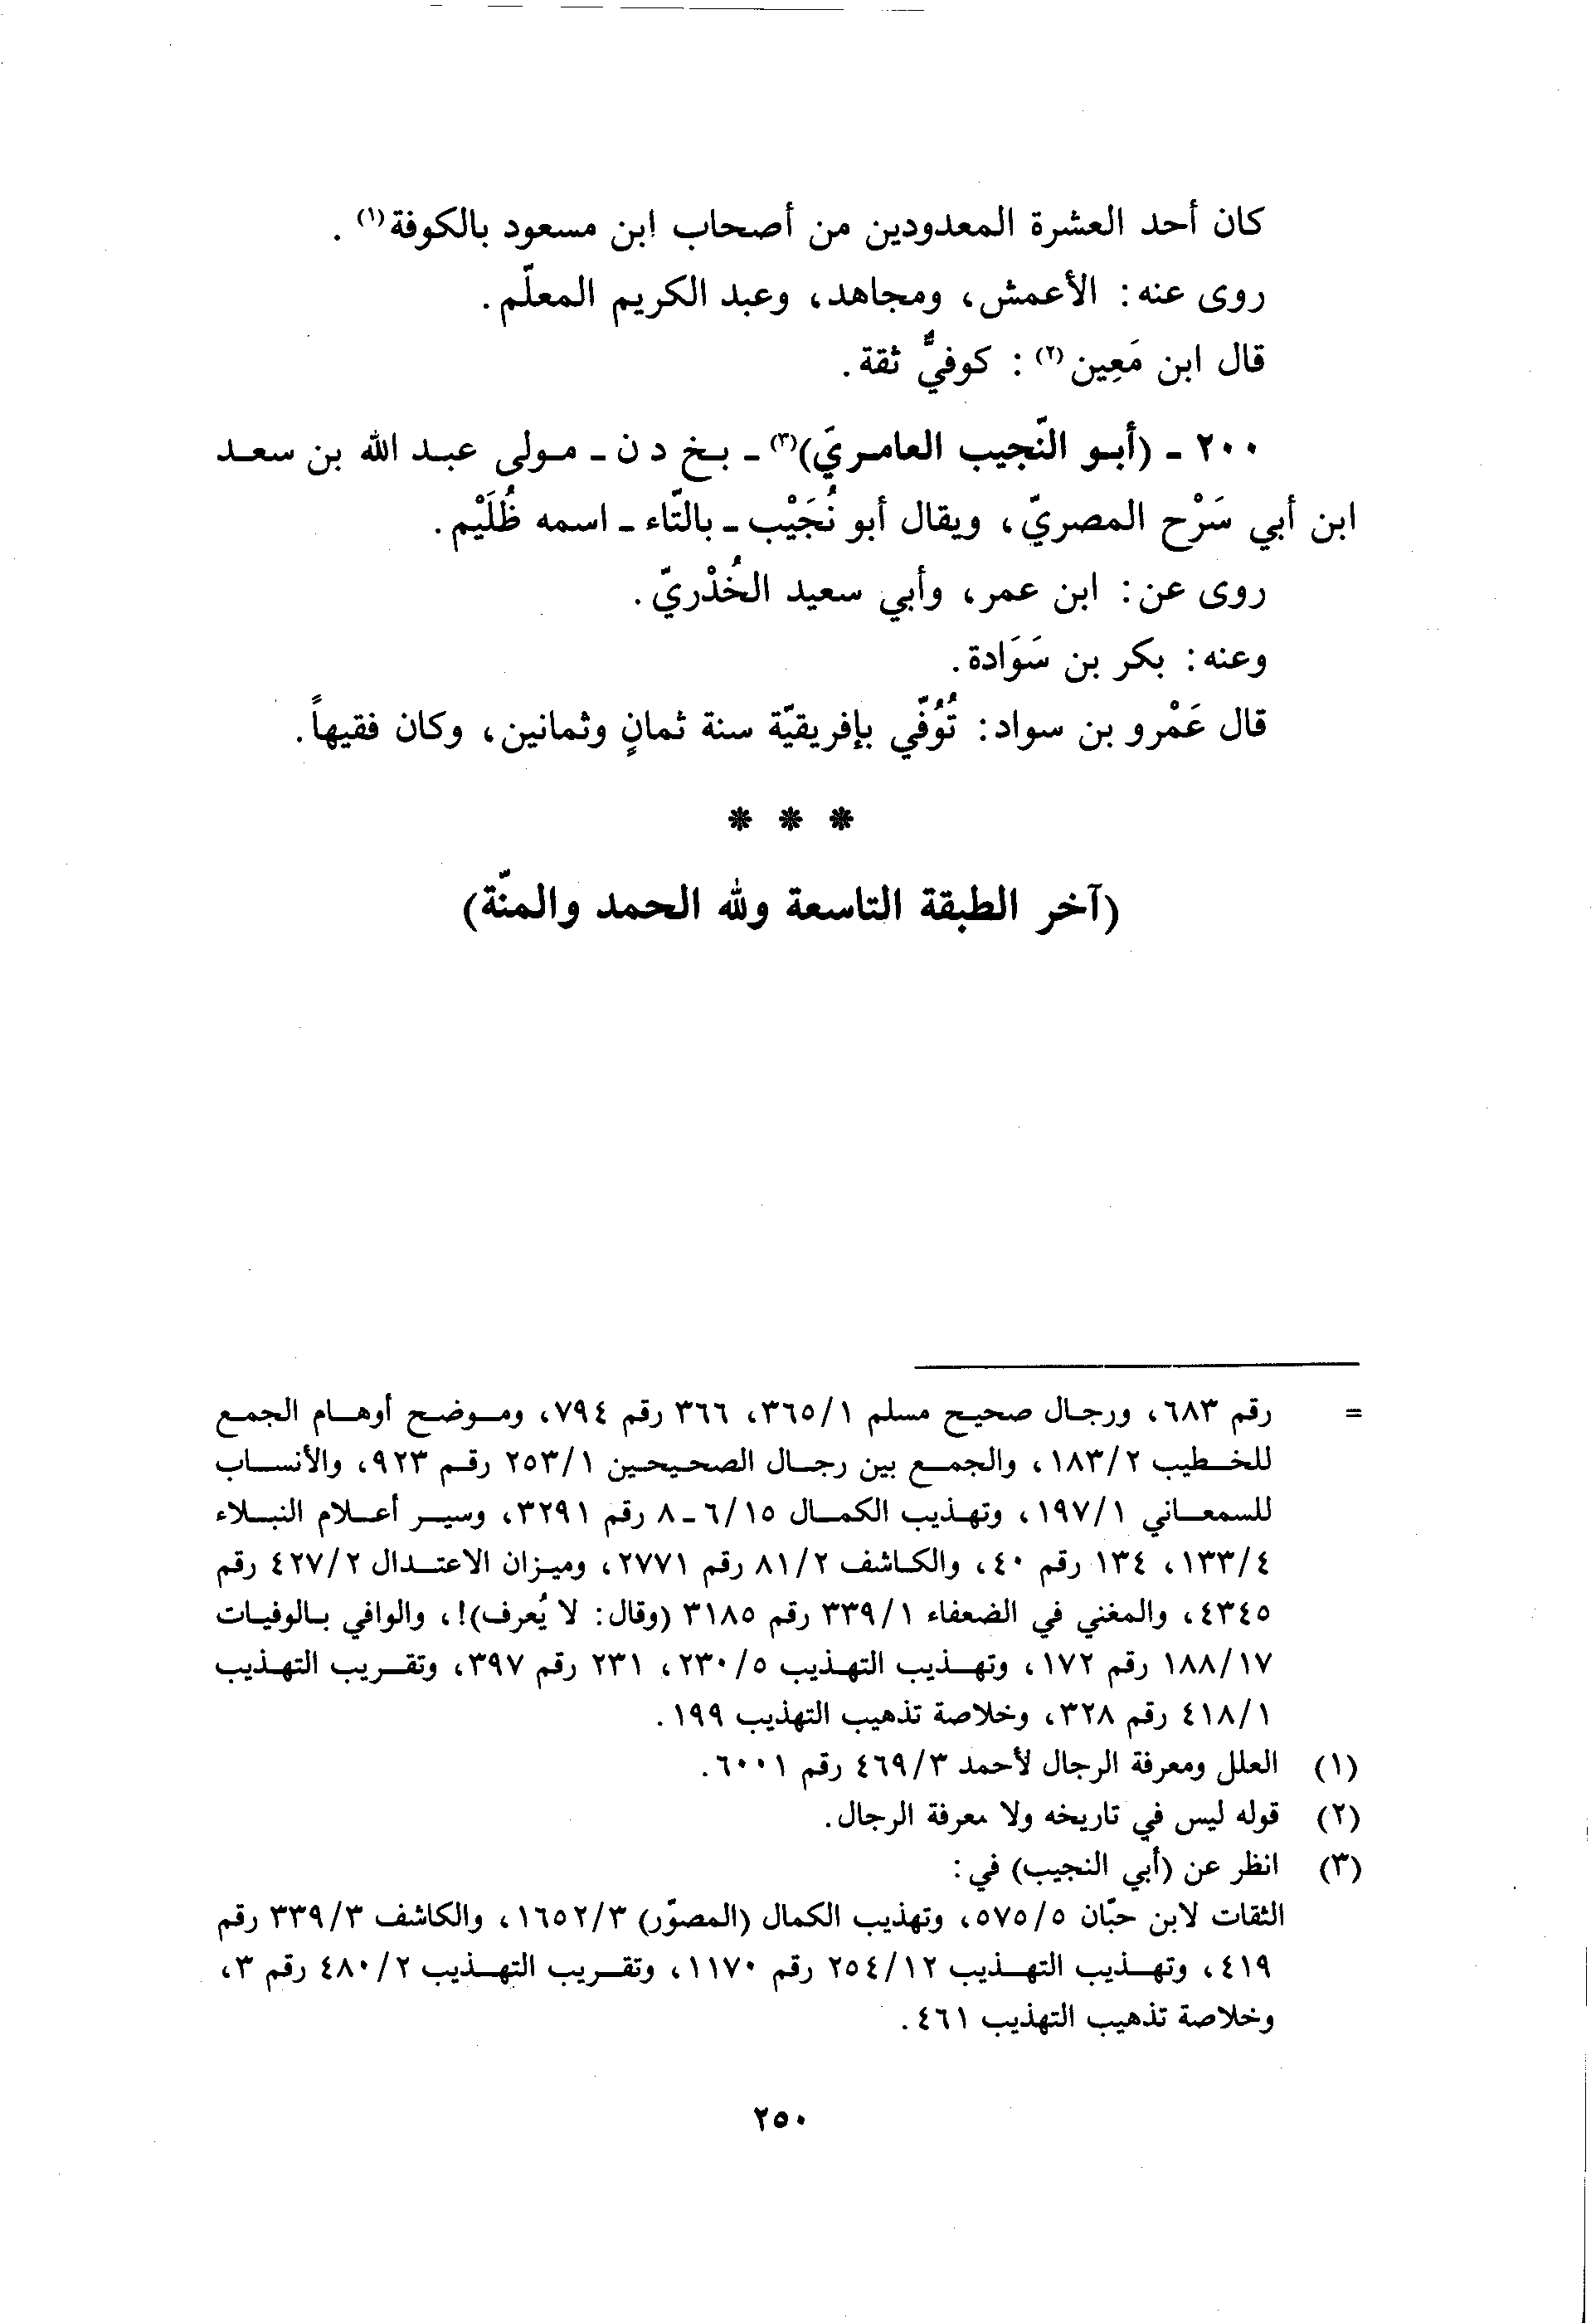 كان أحد العشرة المعدودين من أصحاب ابن مسعود بالكوفة(١).
روى عنه: الأعمش، ومجاهد، وعبد الكريم المعلّم.
قال ابن مَعِين(٢): كوفيٌّ ثقة.
٢٠٠ - (أبو النّجيب العامريّ)(٣) - بخ د ن - مولى عبد الله بن سعد
ابن أبي سَرْح المصريّ، ويقال أبو نُجَيْب - بالتّاء - اسمه ظُلَيْم.
روى عن: ابن عمر، وأبي سعيد الخُذْريّ.
وعنه: بكر بن سَوَادة.
قال عَمْرو بن سواد: تُوُفّي بإفريقيّة سنة ثمانٍ وثمانين، وكان فقيهاً.
* * *
(آخر الطبقة التاسعة ولله الحمد والمنّة)
= رقم ٦٨٣، ورجال صحيح مسلم ٣٦٥/١، ٣٦٦ رقم ٧٩٤، وموضح أوهام الجمع
للخطيب ١٨٣/٢، والجمع بين رجال الصحيحين ٢٥٣/١ رقم ٩٢٣، والأنساب
للسمعاني ١٩٧/١، وتهذيب الكمال ٦/١٥ - ٨ رقم ٣٢٩١، وسير أعلام النبلاء
١٣٣/٤، ١٣٤ رقم ٤٠، والكاشف ٨١/٢ رقم ٢٧٧١، وميزان الاعتدال ٤٢٧/٢ رقم
٤٣٤٥، والمغني في الضعفاء ٣٣٩/١ رقم ٣١٨٥ (وقال: لا يُعرف)!، والوافي بالوفيات
١٨٨/١٧ رقم ١٧٢، وتهذيب التهذيب ٢٣٠/٥، ٢٣١ رقم ٣٩٧، وتقريب التهذيب
٤١٨/١ رقم ٣٢٨، وخلاصة تذهيب التهذيب ١٩٩.
(١) العلل ومعرفة الرجال لأحمد ٤٦٩/٣ رقم ٦٠٠١.
(٢) قوله ليس في تاريخه ولا معرفة الرجال.
(٣) انظر عن (أبي النجيب) في:
الثقات لابن حبّان ٥٧٥/٥، وتهذيب الكمال (المصوّر) ١٦٥٢/٣، والكاشف ٣٣٩/٣ رقم
٤١٩، وتهذيب التهذيب ٢٥٤/١٢ رقم ١١٧٠، وتقريب التهذيب ٤٨٠/٢ رقم ٣،
وخلاصة تذهيب التهذيب ٤٦١.
٢٥٠